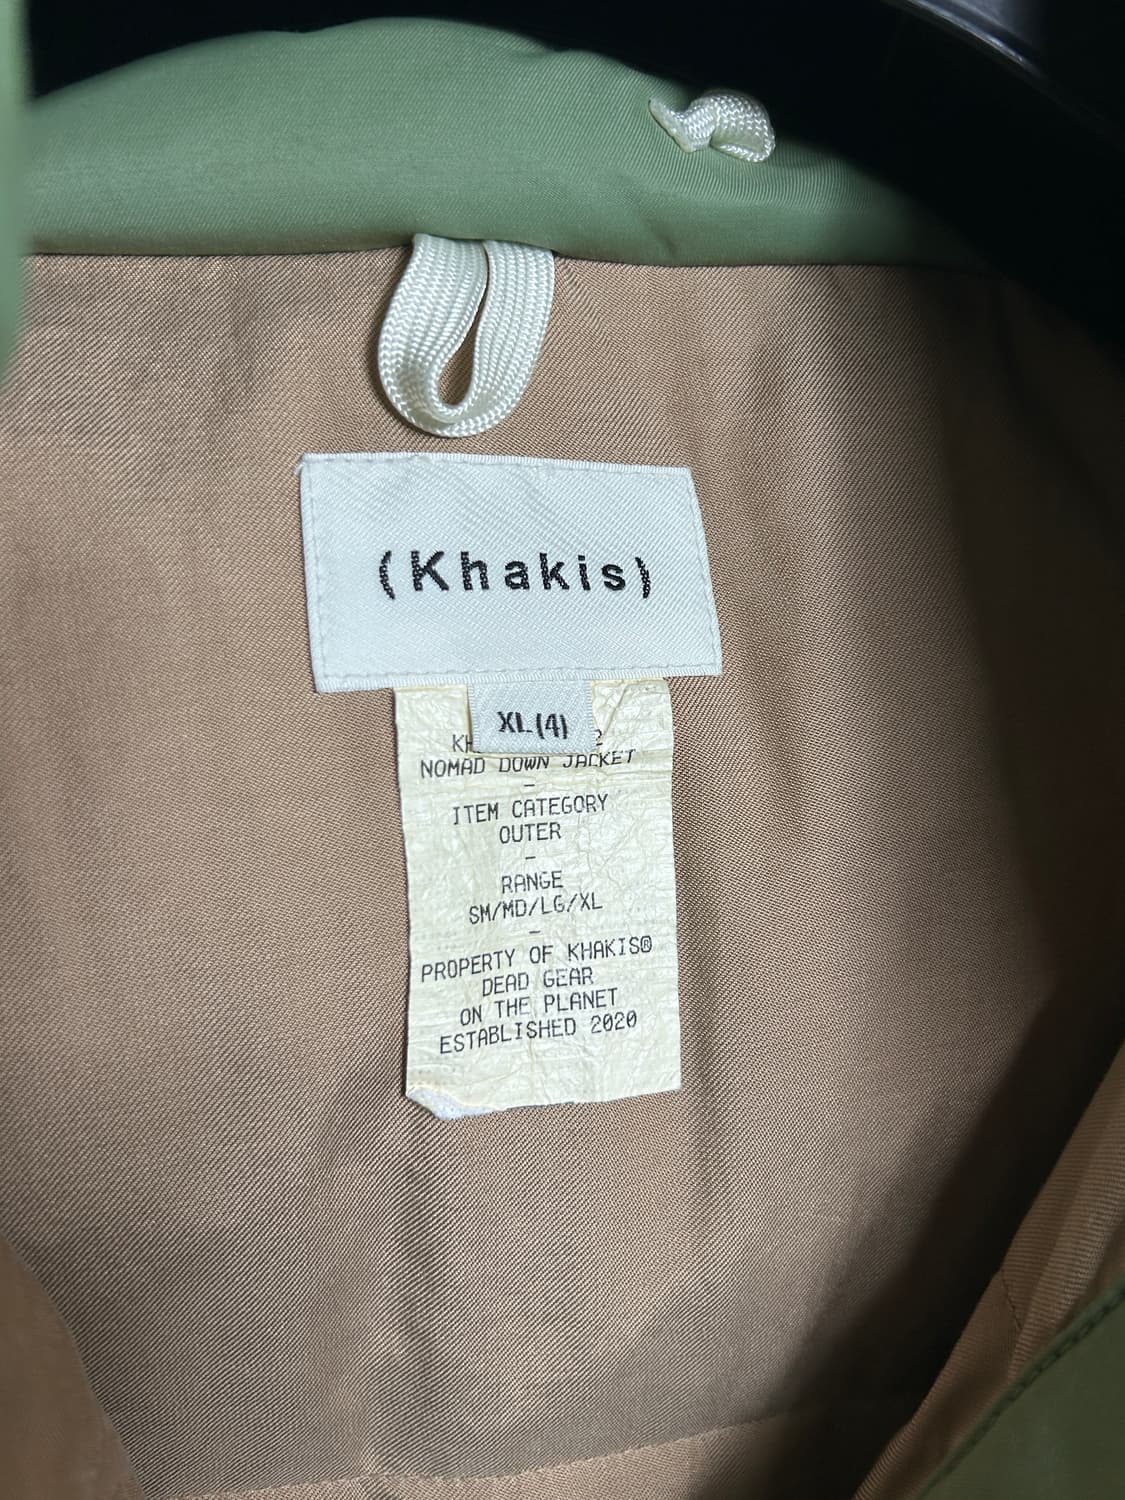 (Khakis)
XL(4)
NOMAD DOWN JACKET
–
ITEM CATEGORY
OUTER
–
RANGE
SM/MD/LG/XL
–
PROPERTY OF KHAKIS®
DEAD GEAR
ON THE PLANET
ESTABLISHED 2020